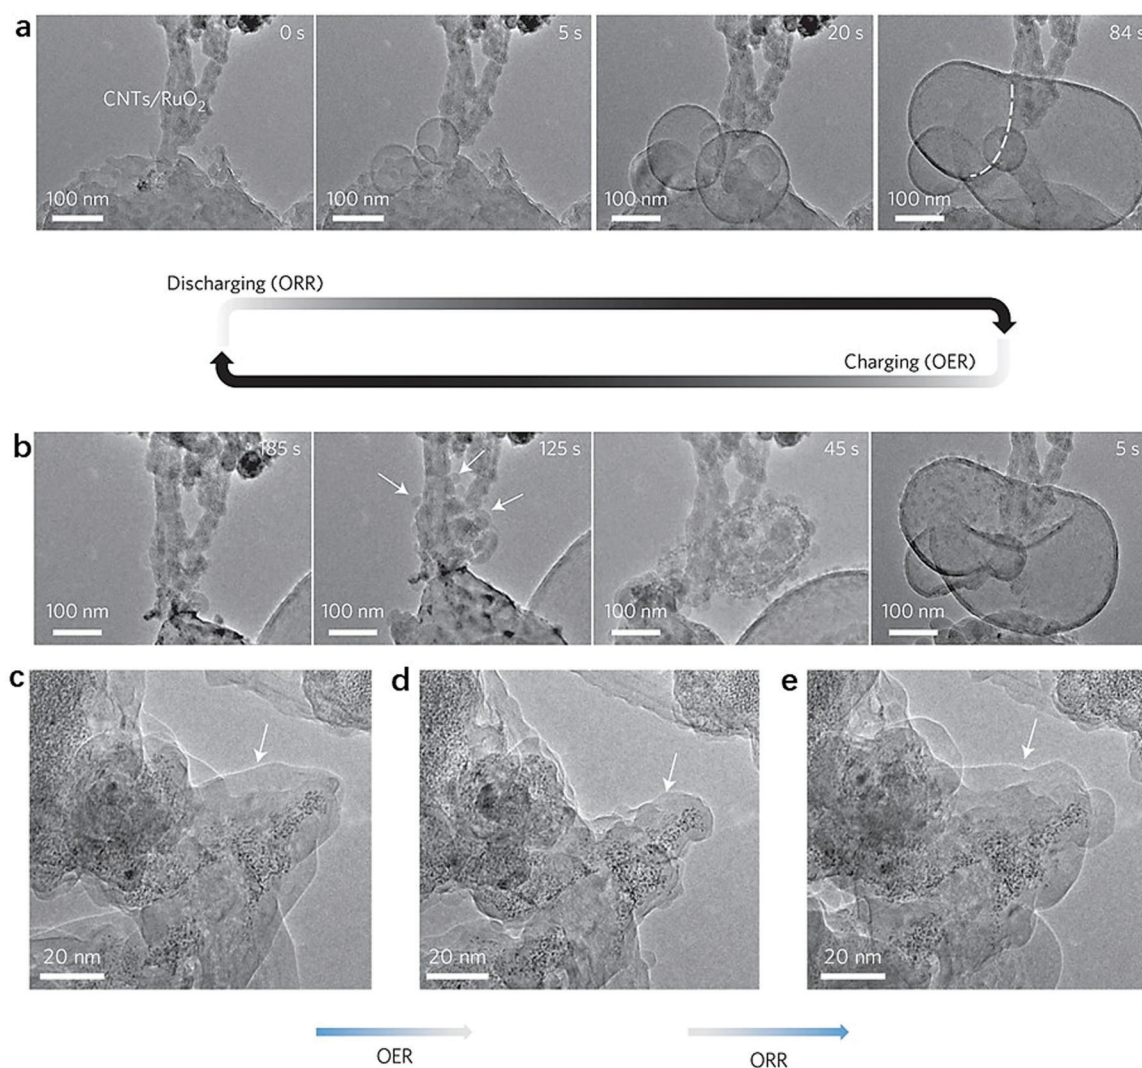 a
0 s
5 s
20 s
84 s
CNTs/RuO₂
100 nm
100 nm
100 nm
100 nm
Discharging (ORR)
Charging (OER)
b
185 s
125 s
45 s
5 s
100 nm
100 nm
100 nm
100 nm
c
d
e
20 nm
20 nm
20 nm
OER
ORR